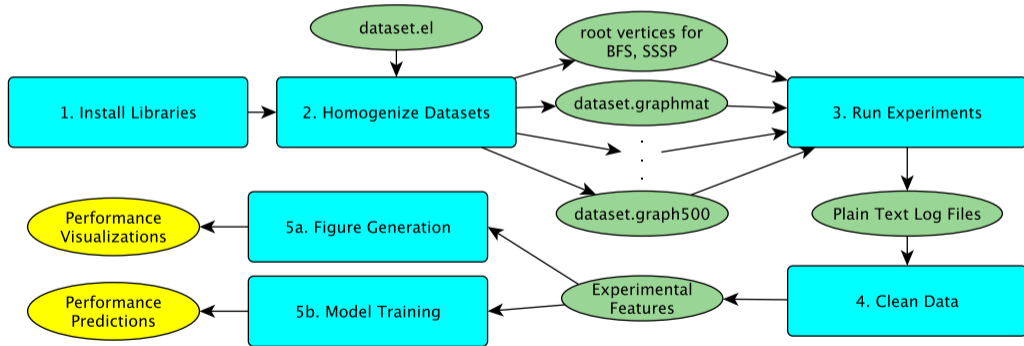 dataset.el
root vertices for
BFS, SSSP
1. Install Libraries
2. Homogenize Datasets
dataset.graphmat
3. Run Experiments
.
.
.
dataset.graph500
Plain Text Log Files
Performance
Visualizations
5a. Figure Generation
Experimental
Features
4. Clean Data
Performance
Predictions
5b. Model Training